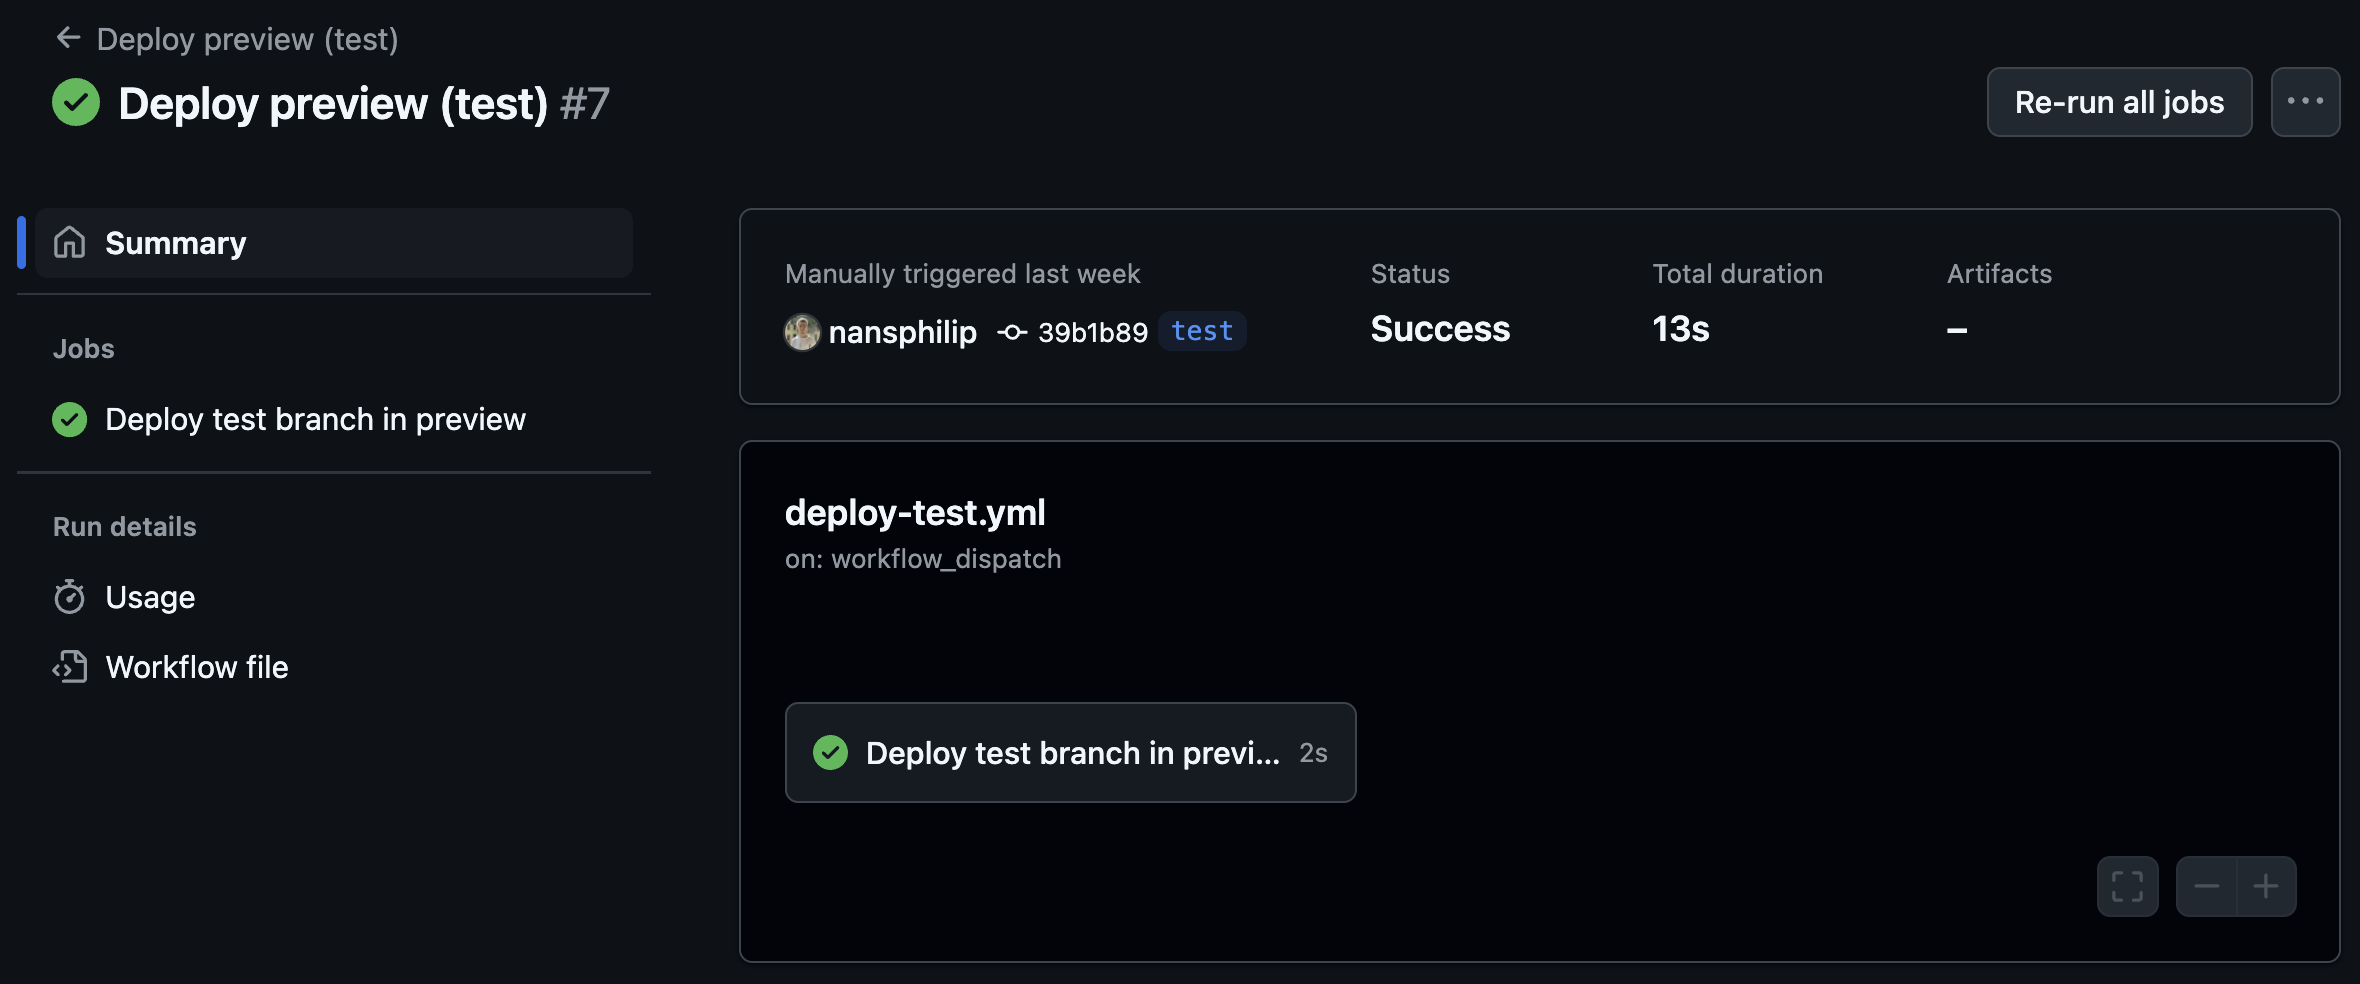 Deploy preview (test)
Deploy preview (test) #7
Re-run all jobs
Summary
Jobs
Deploy test branch in preview
Run details
Usage
Workflow file
Manually triggered last week
nansphilip 39b1b89 test
Status
Success
Total duration
13s
Artifacts
–
deploy-test.yml
on: workflow_dispatch
Deploy test branch in previ... 2s